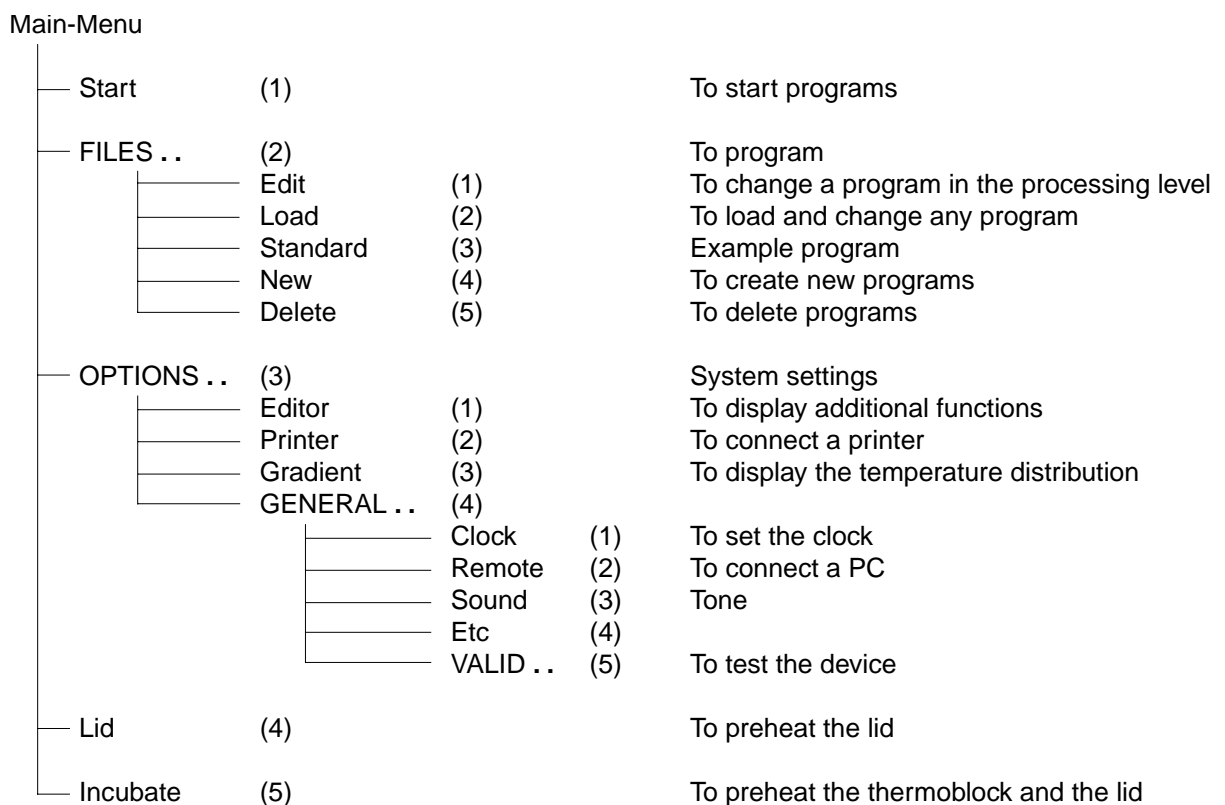 Main-Menu
Start (1) To start programs
FILES . . (2) To program
Edit (1) To change a program in the processing level
Load (2) To load and change any program
Standard (3) Example program
New (4) To create new programs
Delete (5) To delete programs
OPTIONS . . (3) System settings
Editor (1) To display additional functions
Printer (2) To connect a printer
Gradient (3) To display the temperature distribution
GENERAL . . (4)
Clock (1) To set the clock
Remote (2) To connect a PC
Sound (3) Tone
Etc (4)
VALID . . (5) To test the device
Lid (4) To preheat the lid
Incubate (5) To preheat the thermoblock and the lid